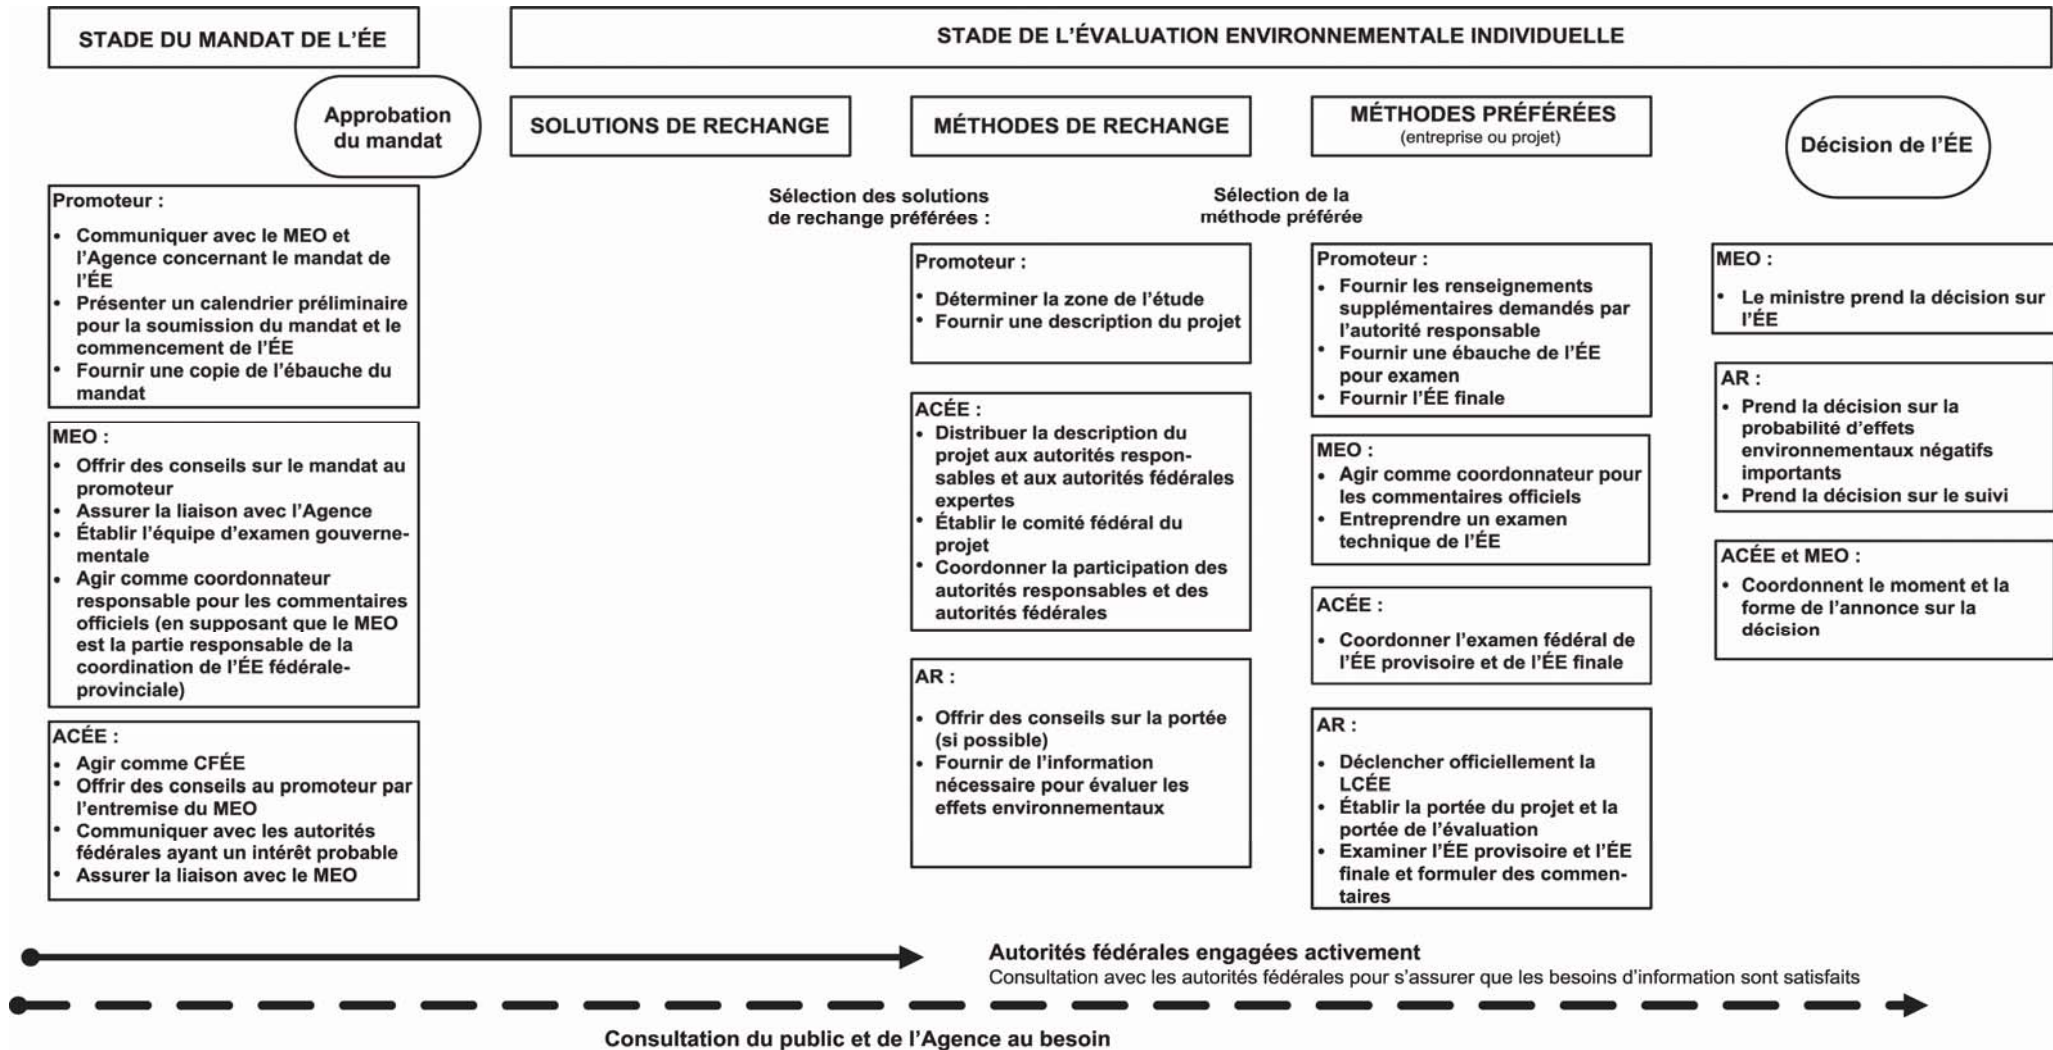 STADE DU MANDAT DE L’ÉE
STADE DE L’ÉVALUATION ENVIRONNEMENTALE INDIVIDUELLE
Approbation
du mandat
SOLUTIONS DE RECHANGE
MÉTHODES DE RECHANGE
MÉTHODES PRÉFÉRÉES
(entreprise ou projet)
Décision de l’ÉE
Sélection des solutions
de rechange préférées :
Sélection de la
méthode préférée
Promoteur :
• Communiquer avec le MEO et
l’Agence concernant le mandat de
l’ÉE
• Présenter un calendrier préliminaire
pour la soumission du mandat et le
commencement de l’ÉE
• Fournir une copie de l’ébauche du
mandat
MEO :
• Offrir des conseils sur le mandat au
promoteur
• Assurer la liaison avec l’Agence
• Établir l’équipe d’examen gouverne-
mentale
• Agir comme coordonnateur
responsable pour les commentaires
officiels (en supposant que le MEO
est la partie responsable de la
coordination de l’ÉE fédérale-
provinciale)
ACÉE :
• Agir comme CFÉE
• Offrir des conseils au promoteur par
l’entremise du MEO
• Communiquer avec les autorités
fédérales ayant un intérêt probable
• Assurer la liaison avec le MEO
Promoteur :
• Déterminer la zone de l’étude
• Fournir une description du projet
ACÉE :
• Distribuer la description du
projet aux autorités respon-
sables et aux autorités fédérales
expertes
• Établir le comité fédéral du
projet
• Coordonner la participation des
autorités responsables et des
autorités fédérales
AR :
• Offrir des conseils sur la portée
(si possible)
• Fournir de l’information
nécessaire pour évaluer les
effets environnementaux
Promoteur :
• Fournir les renseignements
supplémentaires demandés par
l’autorité responsable
• Fournir une ébauche de l’ÉE
pour examen
• Fournir l’ÉE finale
MEO :
• Agir comme coordonnateur pour
les commentaires officiels
• Entreprendre un examen
technique de l’ÉE
ACÉE :
• Coordonner l’examen fédéral de
l’ÉE provisoire et de l’ÉE finale
AR :
• Déclencher officiellement la
LCÉE
• Établir la portée du projet et la
portée de l’évaluation
• Examiner l’ÉE provisoire et l’ÉE
finale et formuler des commen-
taires
MEO :
• Le ministre prend la décision sur
l’ÉE
AR :
• Prend la décision sur la
probabilité d’effets
environnementaux négatifs
importants
• Prend la décision sur le suivi
ACÉE et MEO :
• Coordonnent le moment et la
forme de l’annonce sur la
décision
Autorités fédérales engagées activement
Consultation avec les autorités fédérales pour s’assurer que les besoins d’information sont satisfaits
Consultation du public et de l’Agence au besoin